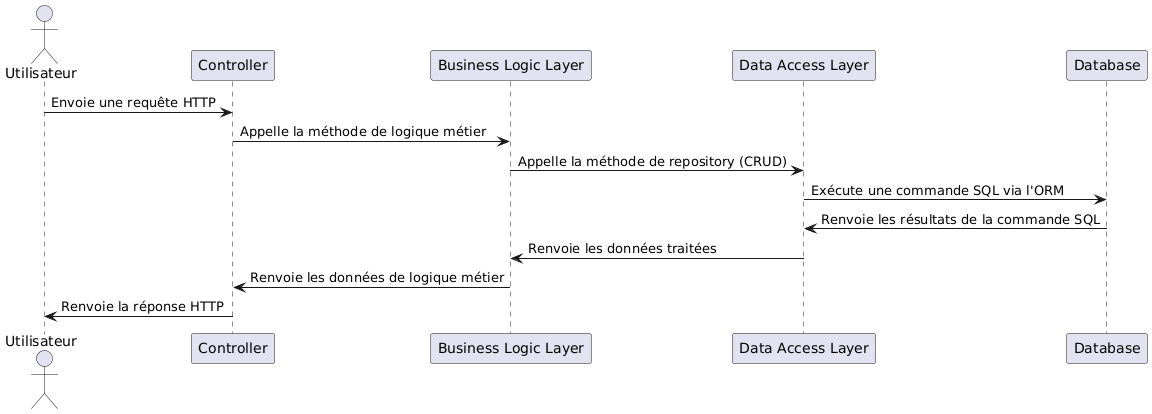 Utilisateur
Controller
Business Logic Layer
Data Access Layer
Database
Envoie une requête HTTP
Appelle la méthode de logique métier
Appelle la méthode de repository (CRUD)
Exécute une commande SQL via l'ORM
Renvoie les résultats de la commande SQL
Renvoie les données traitées
Renvoie les données de logique métier
Renvoie la réponse HTTP
Utilisateur
Controller
Business Logic Layer
Data Access Layer
Database